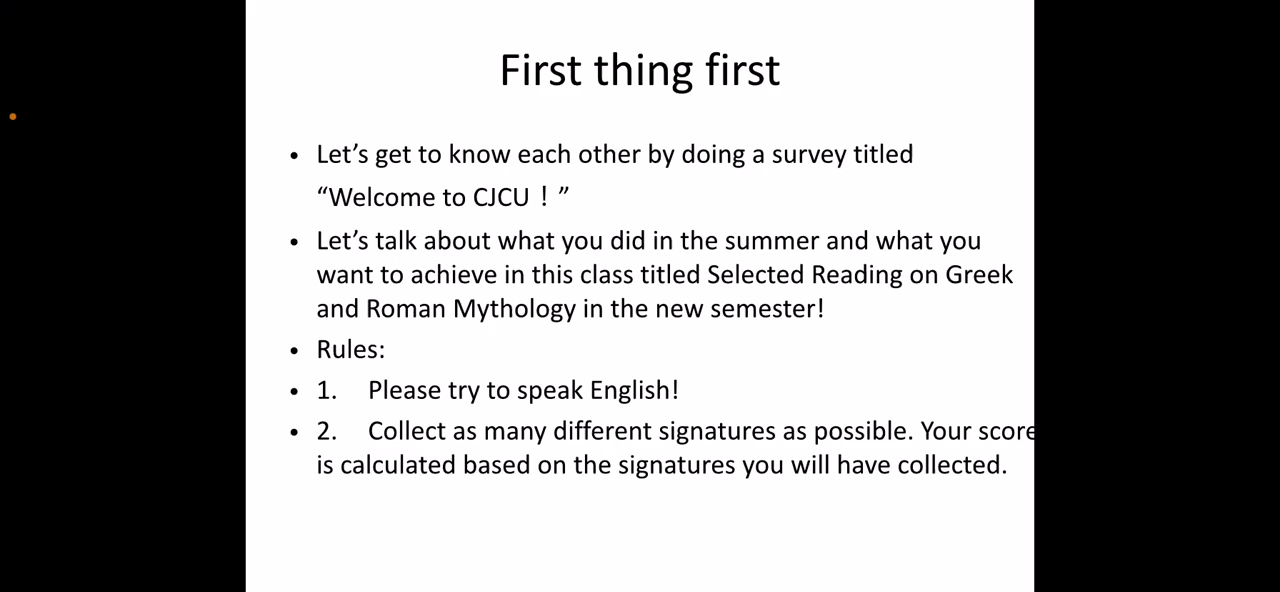 First thing first
• Let’s get to know each other by doing a survey titled
“Welcome to CJCU！”
• Let’s talk about what you did in the summer and what you
want to achieve in this class titled Selected Reading on Greek
and Roman Mythology in the new semester!
• Rules:
• 1. Please try to speak English!
• 2. Collect as many different signatures as possible. Your score
is calculated based on the signatures you will have collected.